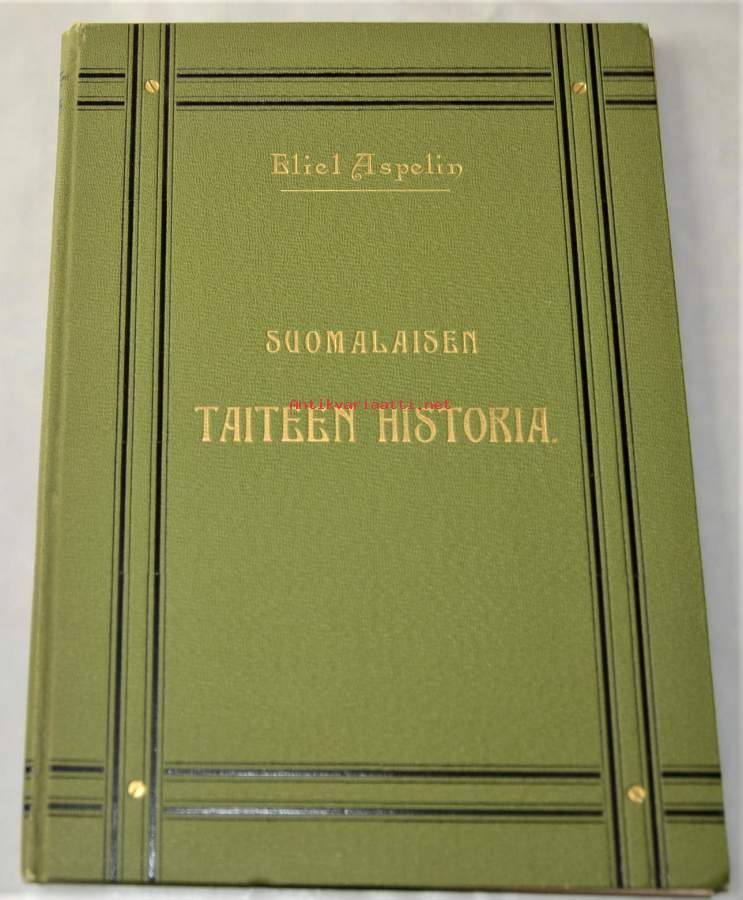 Eliel Aspelin
SUOMALAISEN
Antikvariaatti.net
TAITEEN HISTORIA.